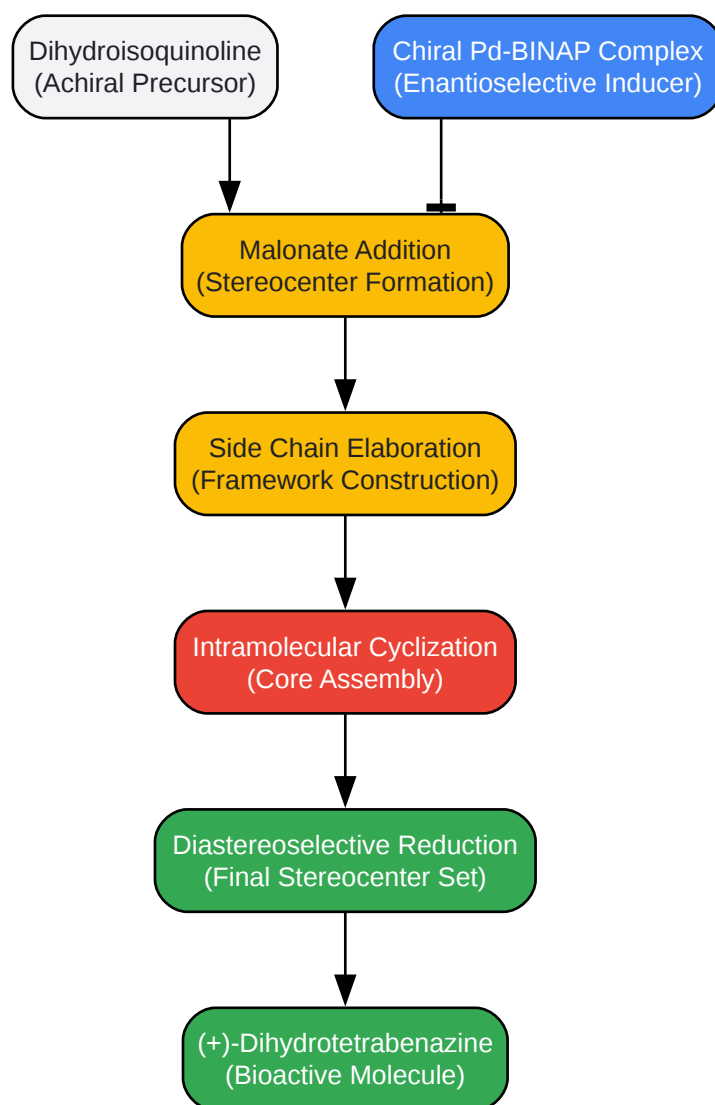 Dihydroisoquinoline
(Achiral Precursor)
Chiral Pd-BINAP Complex
(Enantioselective Inducer)
Malonate Addition
(Stereocenter Formation)
Side Chain Elaboration
(Framework Construction)
Intramolecular Cyclization
(Core Assembly)
Diastereoselective Reduction
(Final Stereocenter Set)
(+)-Dihydrotetrabenazine
(Bioactive Molecule)